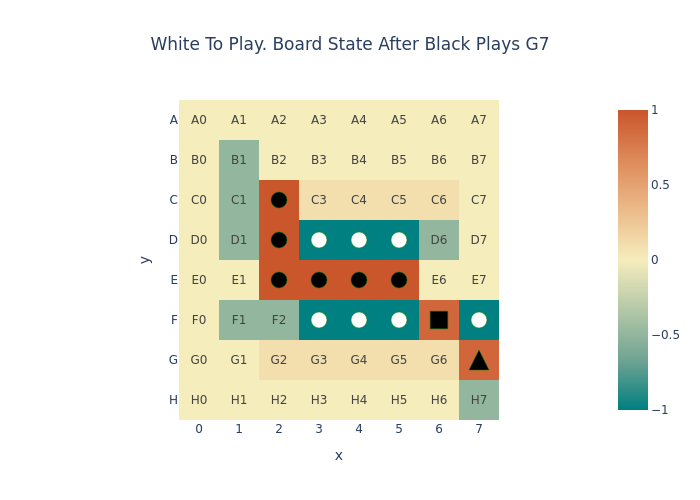 White To Play. Board State After Black Plays G7
A A0 A1 A2 A3 A4 A5 A6 A7
B B0 B1 B2 B3 B4 B5 B6 B7
C C0 C1 C3 C4 C5 C6 C7
D D0 D1 D6 D7
E E0 E1 E6 E7
F F0 F1 F2
G G0 G1 G2 G3 G4 G5 G6
H H0 H1 H2 H3 H4 H5 H6 H7
0 1 2 3 4 5 6 7
x
y
1
0.5
0
−0.5
−1